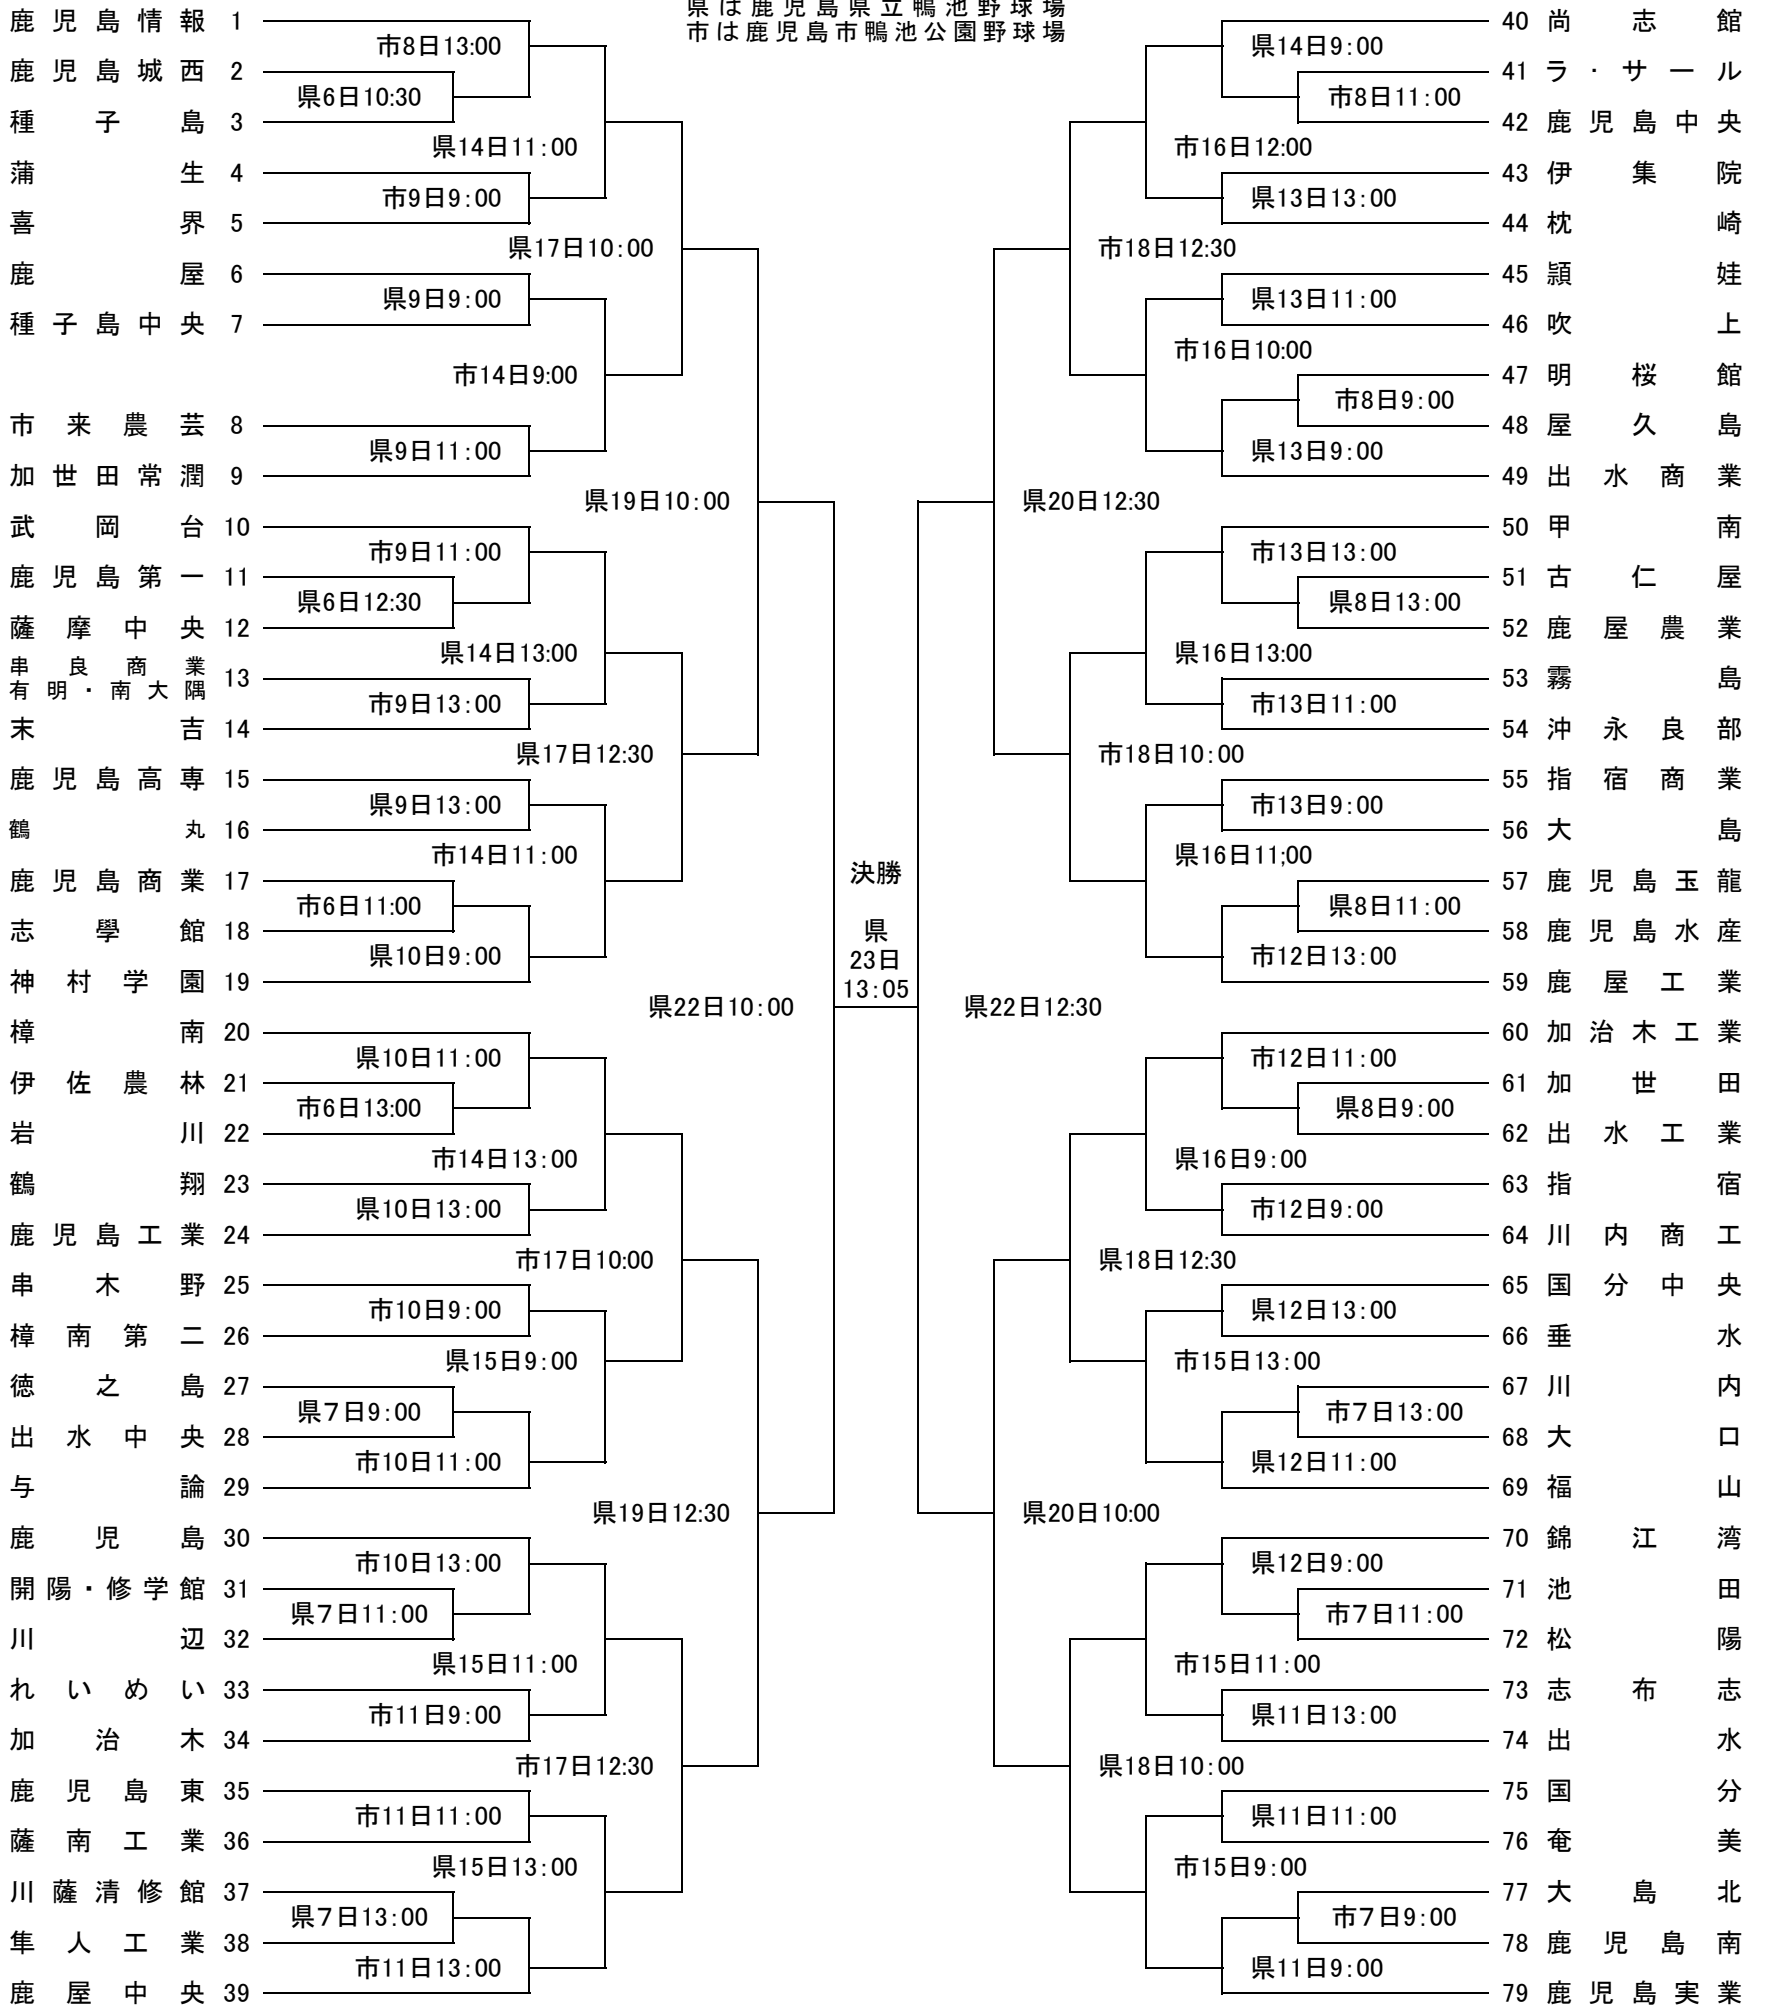 県は鹿児島県立鴨池野球場
市は鹿児島市鴨池公園野球場
鹿児島情報 1
市8日13:00
鹿児島城西 2
県6日10:30
種子島 3
県14日11:00
蒲生 4
市9日9:00
喜界 5
県17日10:00
鹿屋 6
県9日9:00
種子島中央 7
市14日9:00
市来農芸 8
県9日11:00
加世田常潤 9
県19日10:00
武岡台 10
市9日11:00
鹿児島第一 11
県6日12:30
薩摩中央 12
県14日13:00
串良商業
有明・南大隅 13
市9日13:00
末吉 14
県17日12:30
鹿児島高専 15
県9日13:00
鶴丸 16
市14日11:00
鹿児島商業 17
市6日11:00
志學館 18
県10日9:00
神村学園 19
県22日10:00
樟南 20
県10日11:00
伊佐農林 21
市6日13:00
岩川 22
市14日13:00
鶴翔 23
県10日13:00
鹿児島工業 24
市17日10:00
串木野 25
市10日9:00
樟南第二 26
県15日9:00
徳之島 27
県7日9:00
出水中央 28
市10日11:00
与論 29
県19日12:30
鹿児島 30
市10日13:00
開陽・修学館 31
県7日11:00
川辺 32
県15日11:00
れいめい 33
市11日9:00
加治木 34
市17日12:30
鹿児島東 35
市11日11:00
薩南工業 36
県15日13:00
川薩清修館 37
県7日13:00
隼人工業 38
市11日13:00
鹿屋中央 39
決勝
県
23日
13:05
40 尚志館
県14日9:00
41 ラ・サール
市8日11:00
42 鹿児島中央
市16日12:00
43 伊集院
県13日13:00
44 枕崎
市18日12:30
45 頴娃
県13日11:00
46 吹上
市16日10:00
47 明桜館
市8日9:00
48 屋久島
県13日9:00
49 出水商業
県20日12:30
50 甲南
市13日13:00
51 古仁屋
県8日13:00
52 鹿屋農業
県16日13:00
53 霧島
市13日11:00
54 沖永良部
市18日10:00
55 指宿商業
市13日9:00
56 大島
県16日11;00
57 鹿児島玉龍
県8日11:00
58 鹿児島水産
市12日13:00
59 鹿屋工業
県22日12:30
60 加治木工業
市12日11:00
61 加世田
県8日9:00
62 出水工業
県16日9:00
63 指宿
市12日9:00
64 川内商工
県18日12:30
65 国分中央
県12日13:00
66 垂水
市15日13:00
67 川内
市7日13:00
68 大口
県12日11:00
69 福山
県20日10:00
70 錦江湾
県12日9:00
71 池田
市7日11:00
72 松陽
市15日11:00
73 志布志
県11日13:00
74 出水
県18日10:00
75 国分
県11日11:00
76 奄美
市15日9:00
77 大島北
市7日9:00
78 鹿児島南
県11日9:00
79 鹿児島実業